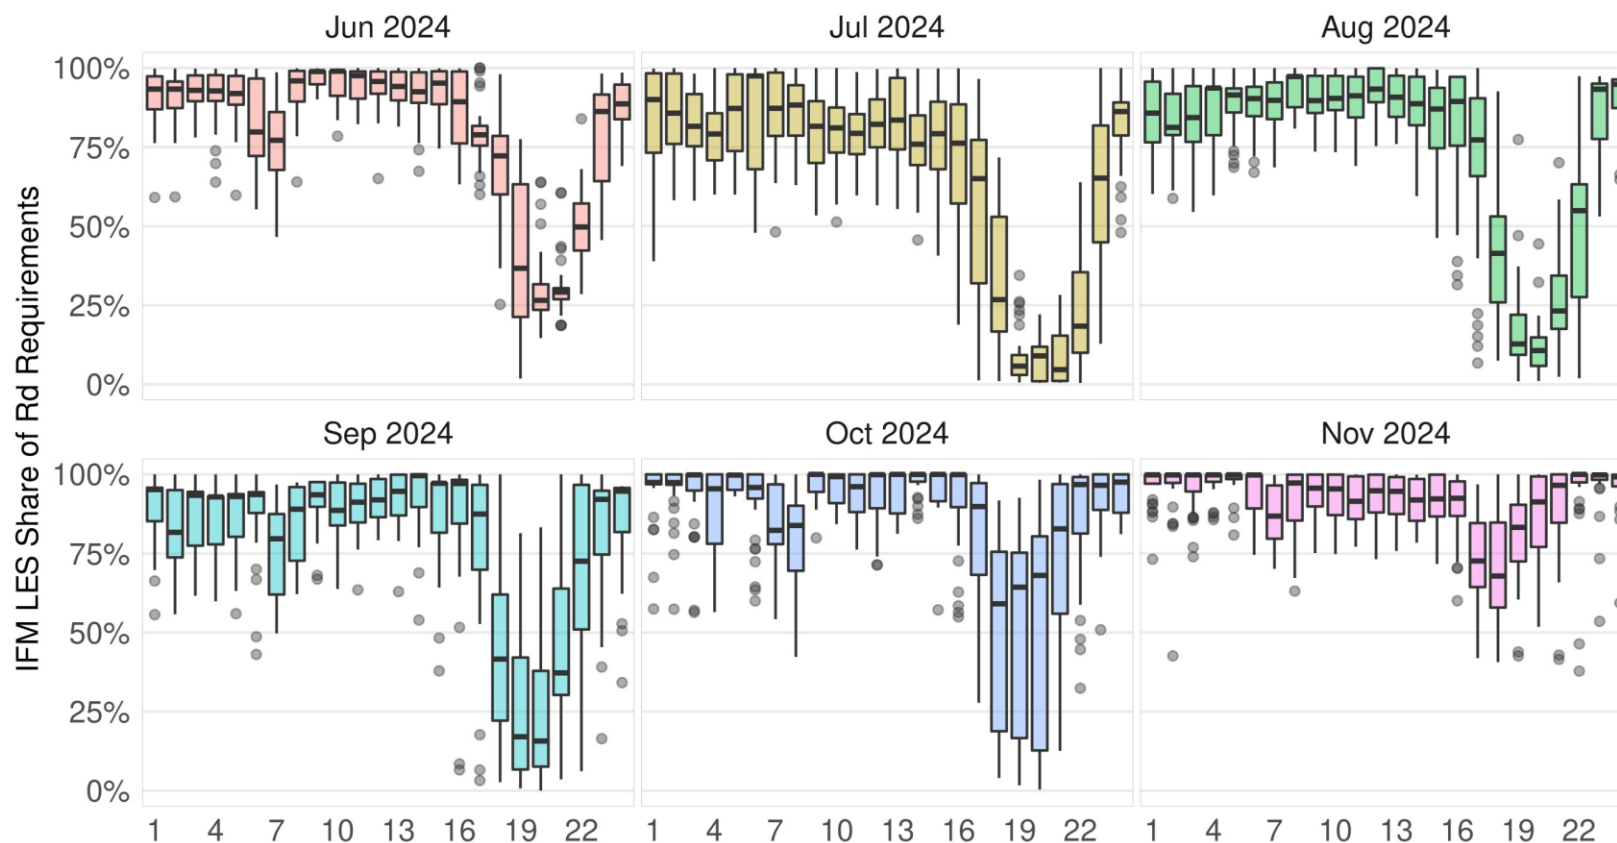 Jun 2024 Jul 2024 Aug 2024
100%
75%
50%
25%
0%
IFM LES Share of Rd Requirements
Sep 2024 Oct 2024 Nov 2024
100%
75%
50%
25%
0%
1 4 7 10 13 16 19 22 1 4 7 10 13 16 19 22 1 4 7 10 13 16 19 22